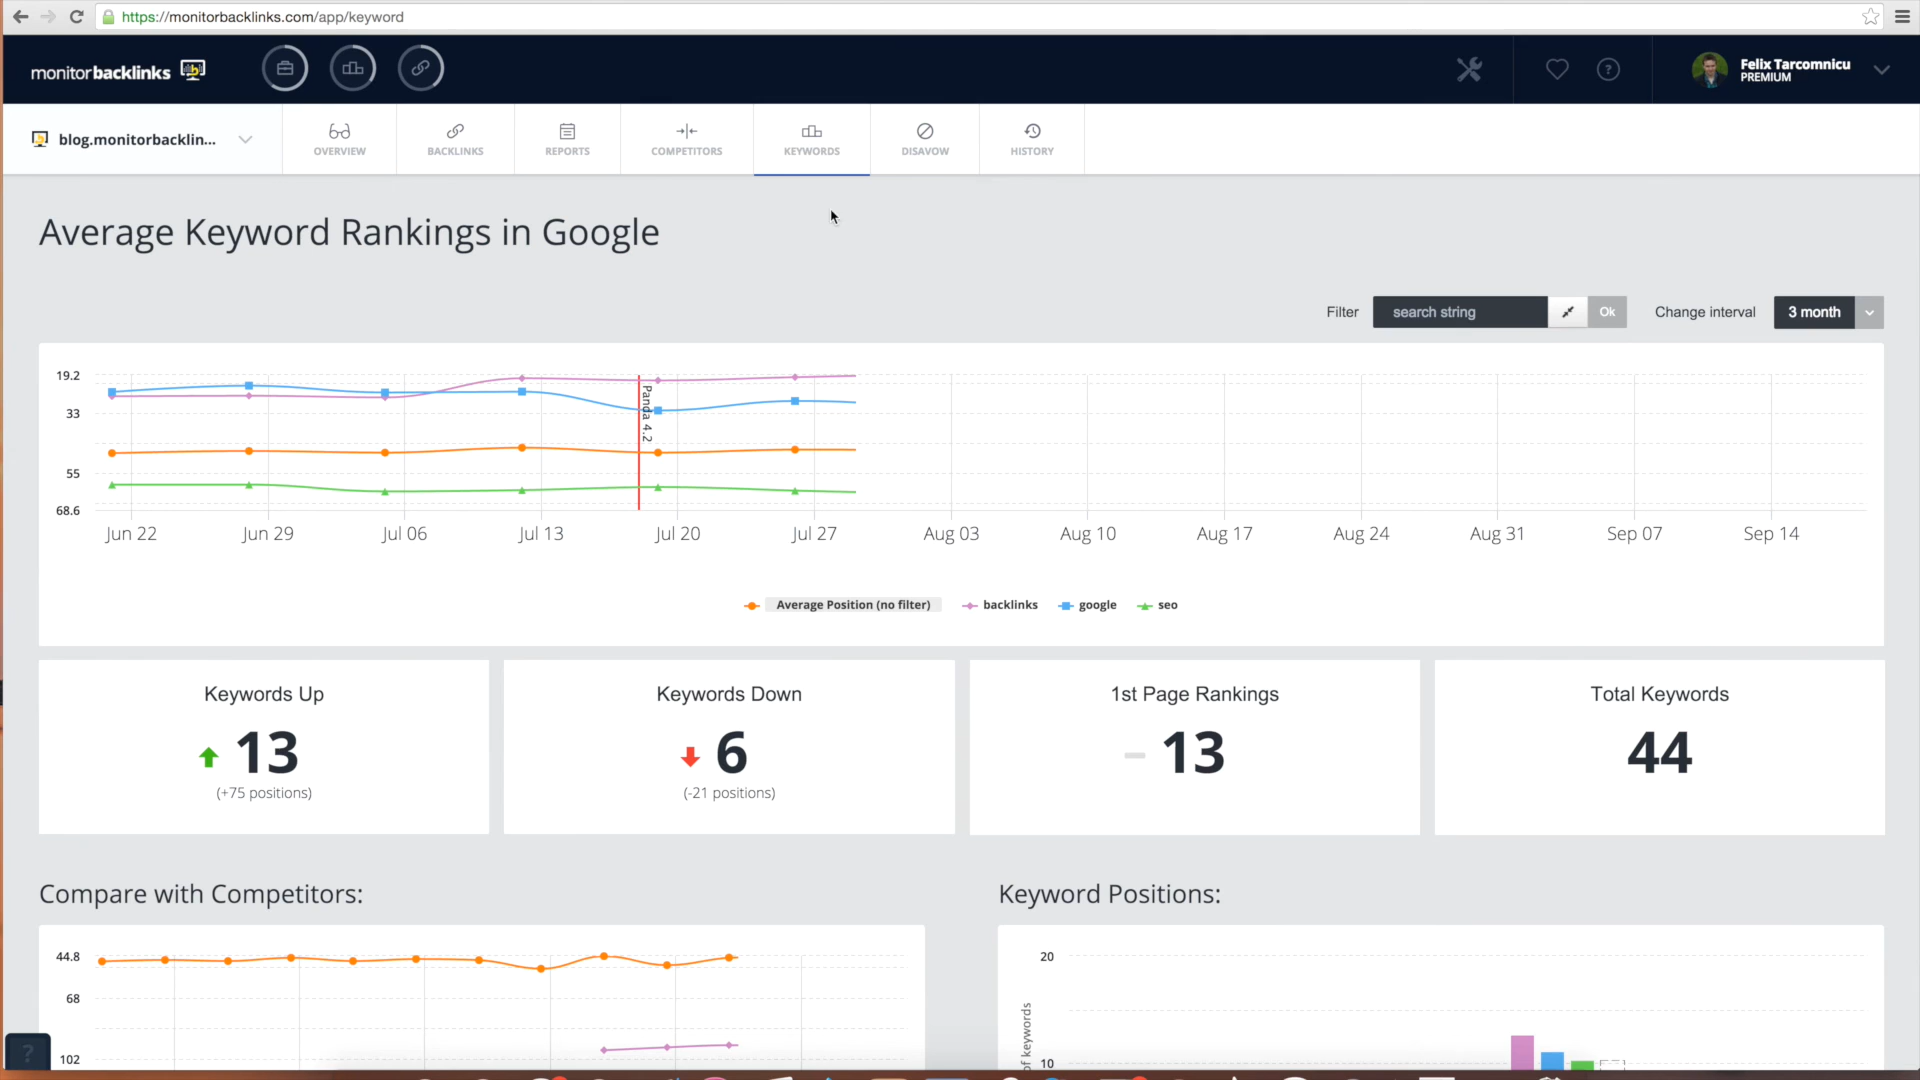 https://monitorbacklinks.com/app/keyword
monitorbacklinks
Felix Tarcomnicu
PREMIUM
blog.monitorbacklin...
OVERVIEW
BACKLINKS
REPORTS
COMPETITORS
KEYWORDS
DISAVOW
HISTORY
Average Keyword Rankings in Google
Filter
search string
Ok
Change interval
3 month
19.2
33
55
68.6
Panda 4.2
Jun 22
Jun 29
Jul 06
Jul 13
Jul 20
Jul 27
Aug 03
Aug 10
Aug 17
Aug 24
Aug 31
Sep 07
Sep 14
Average Position (no filter)
backlinks
google
seo
Keywords Up
13
(+75 positions)
Keywords Down
6
(-21 positions)
1st Page Rankings
13
Total Keywords
44
Compare with Competitors:
44.8
68
102
Keyword Positions:
20
10
of keywords
?